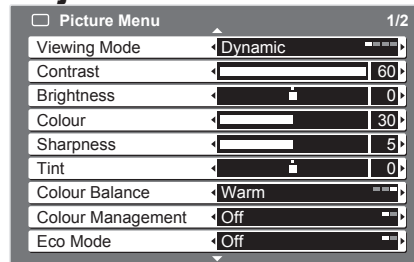 Picture Menu 1/2
Viewing Mode Dynamic
Contrast 60
Brightness 0
Colour 30
Sharpness 5
Tint 0
Colour Balance Warm
Colour Management Off
Eco Mode Off